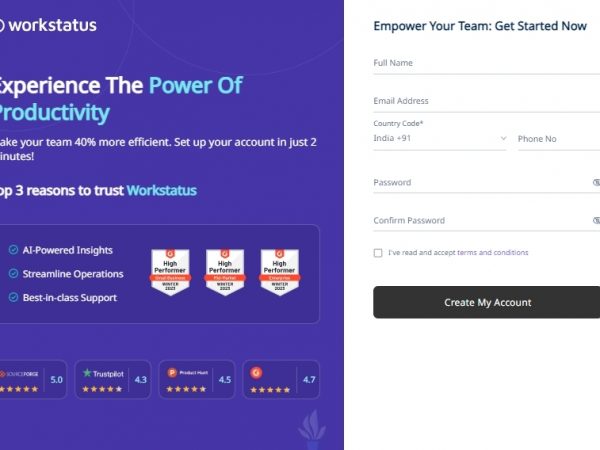 workstatus
Experience The Power Of
Productivity
ake your team 40% more efficient. Set up your account in just 2
inutes!
op 3 reasons to trust Workstatus
AI-Powered Insights
Streamline Operations
Best-in-class Support
High
Performer
Small-Business
WINTER
2025
High
Performer
Mid-Market
WINTER
2025
High
Performer
Enterprise
WINTER
2025
SOURCEFORGE
5.0
Trustpilot
4.3
Product Hunt
4.5
4.7
Empower Your Team: Get Started Now
Full Name
Email Address
Country Code*
India +91
Phone No
Password
Confirm Password
I've read and accept terms and conditions
Create My Account